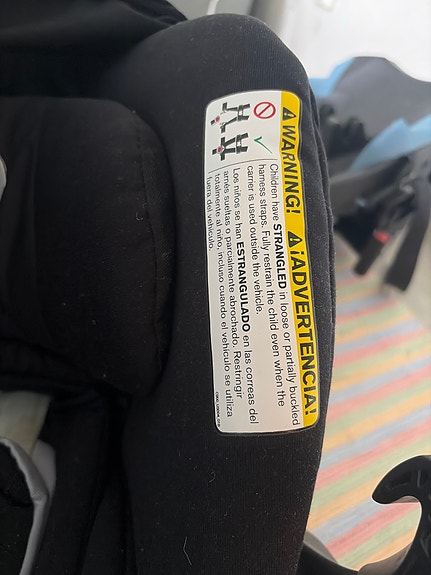 WARNING! ¡ADVERTENCIA!
Children have STRANGLED in loose or partially buckled
harness straps. Fully restrain the child even when the
carrier is used outside the vehicle.
Los niños se han ESTRANGULADO en las correas del
arnés sueltas o parcialmente abrochado. Restringir
totalmente al niño, incluso cuando el vehículo se utiliza
fuera del vehículo.